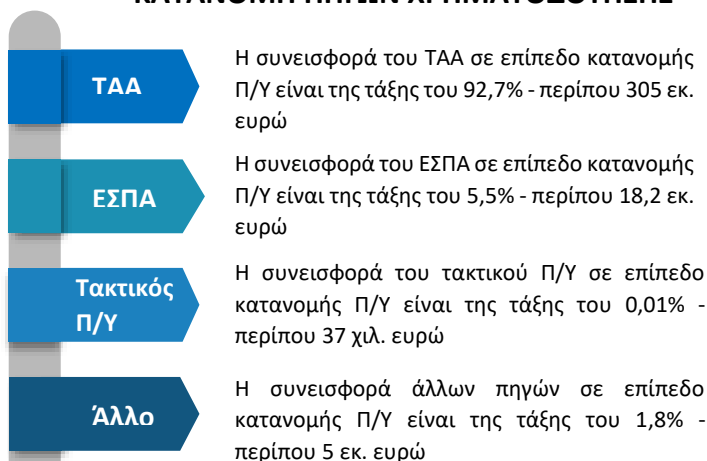 ΚΑΤΑΝΟΜΗ ΠΗΓΩΝ ΧΡΗΜΑΤΟΔΟΤΗΣΗΣ
ΤΑΑ
Η συνεισφορά του ΤΑΑ σε επίπεδο κατανομής
Π/Υ είναι της τάξης του 92,7% - περίπου 305 εκ.
ευρώ
ΕΣΠΑ
Η συνεισφορά του ΕΣΠΑ σε επίπεδο κατανομής
Π/Υ είναι της τάξης του 5,5% - περίπου 18,2 εκ.
ευρώ
Τακτικός
Π/Υ
Η συνεισφορά του τακτικού Π/Υ σε επίπεδο
κατανομής Π/Υ είναι της τάξης του 0,01% -
περίπου 37 χιλ. ευρώ
Άλλο
Η συνεισφορά άλλων πηγών σε επίπεδο
κατανομής Π/Υ είναι της τάξης του 1,8% -
περίπου 5 εκ. ευρώ